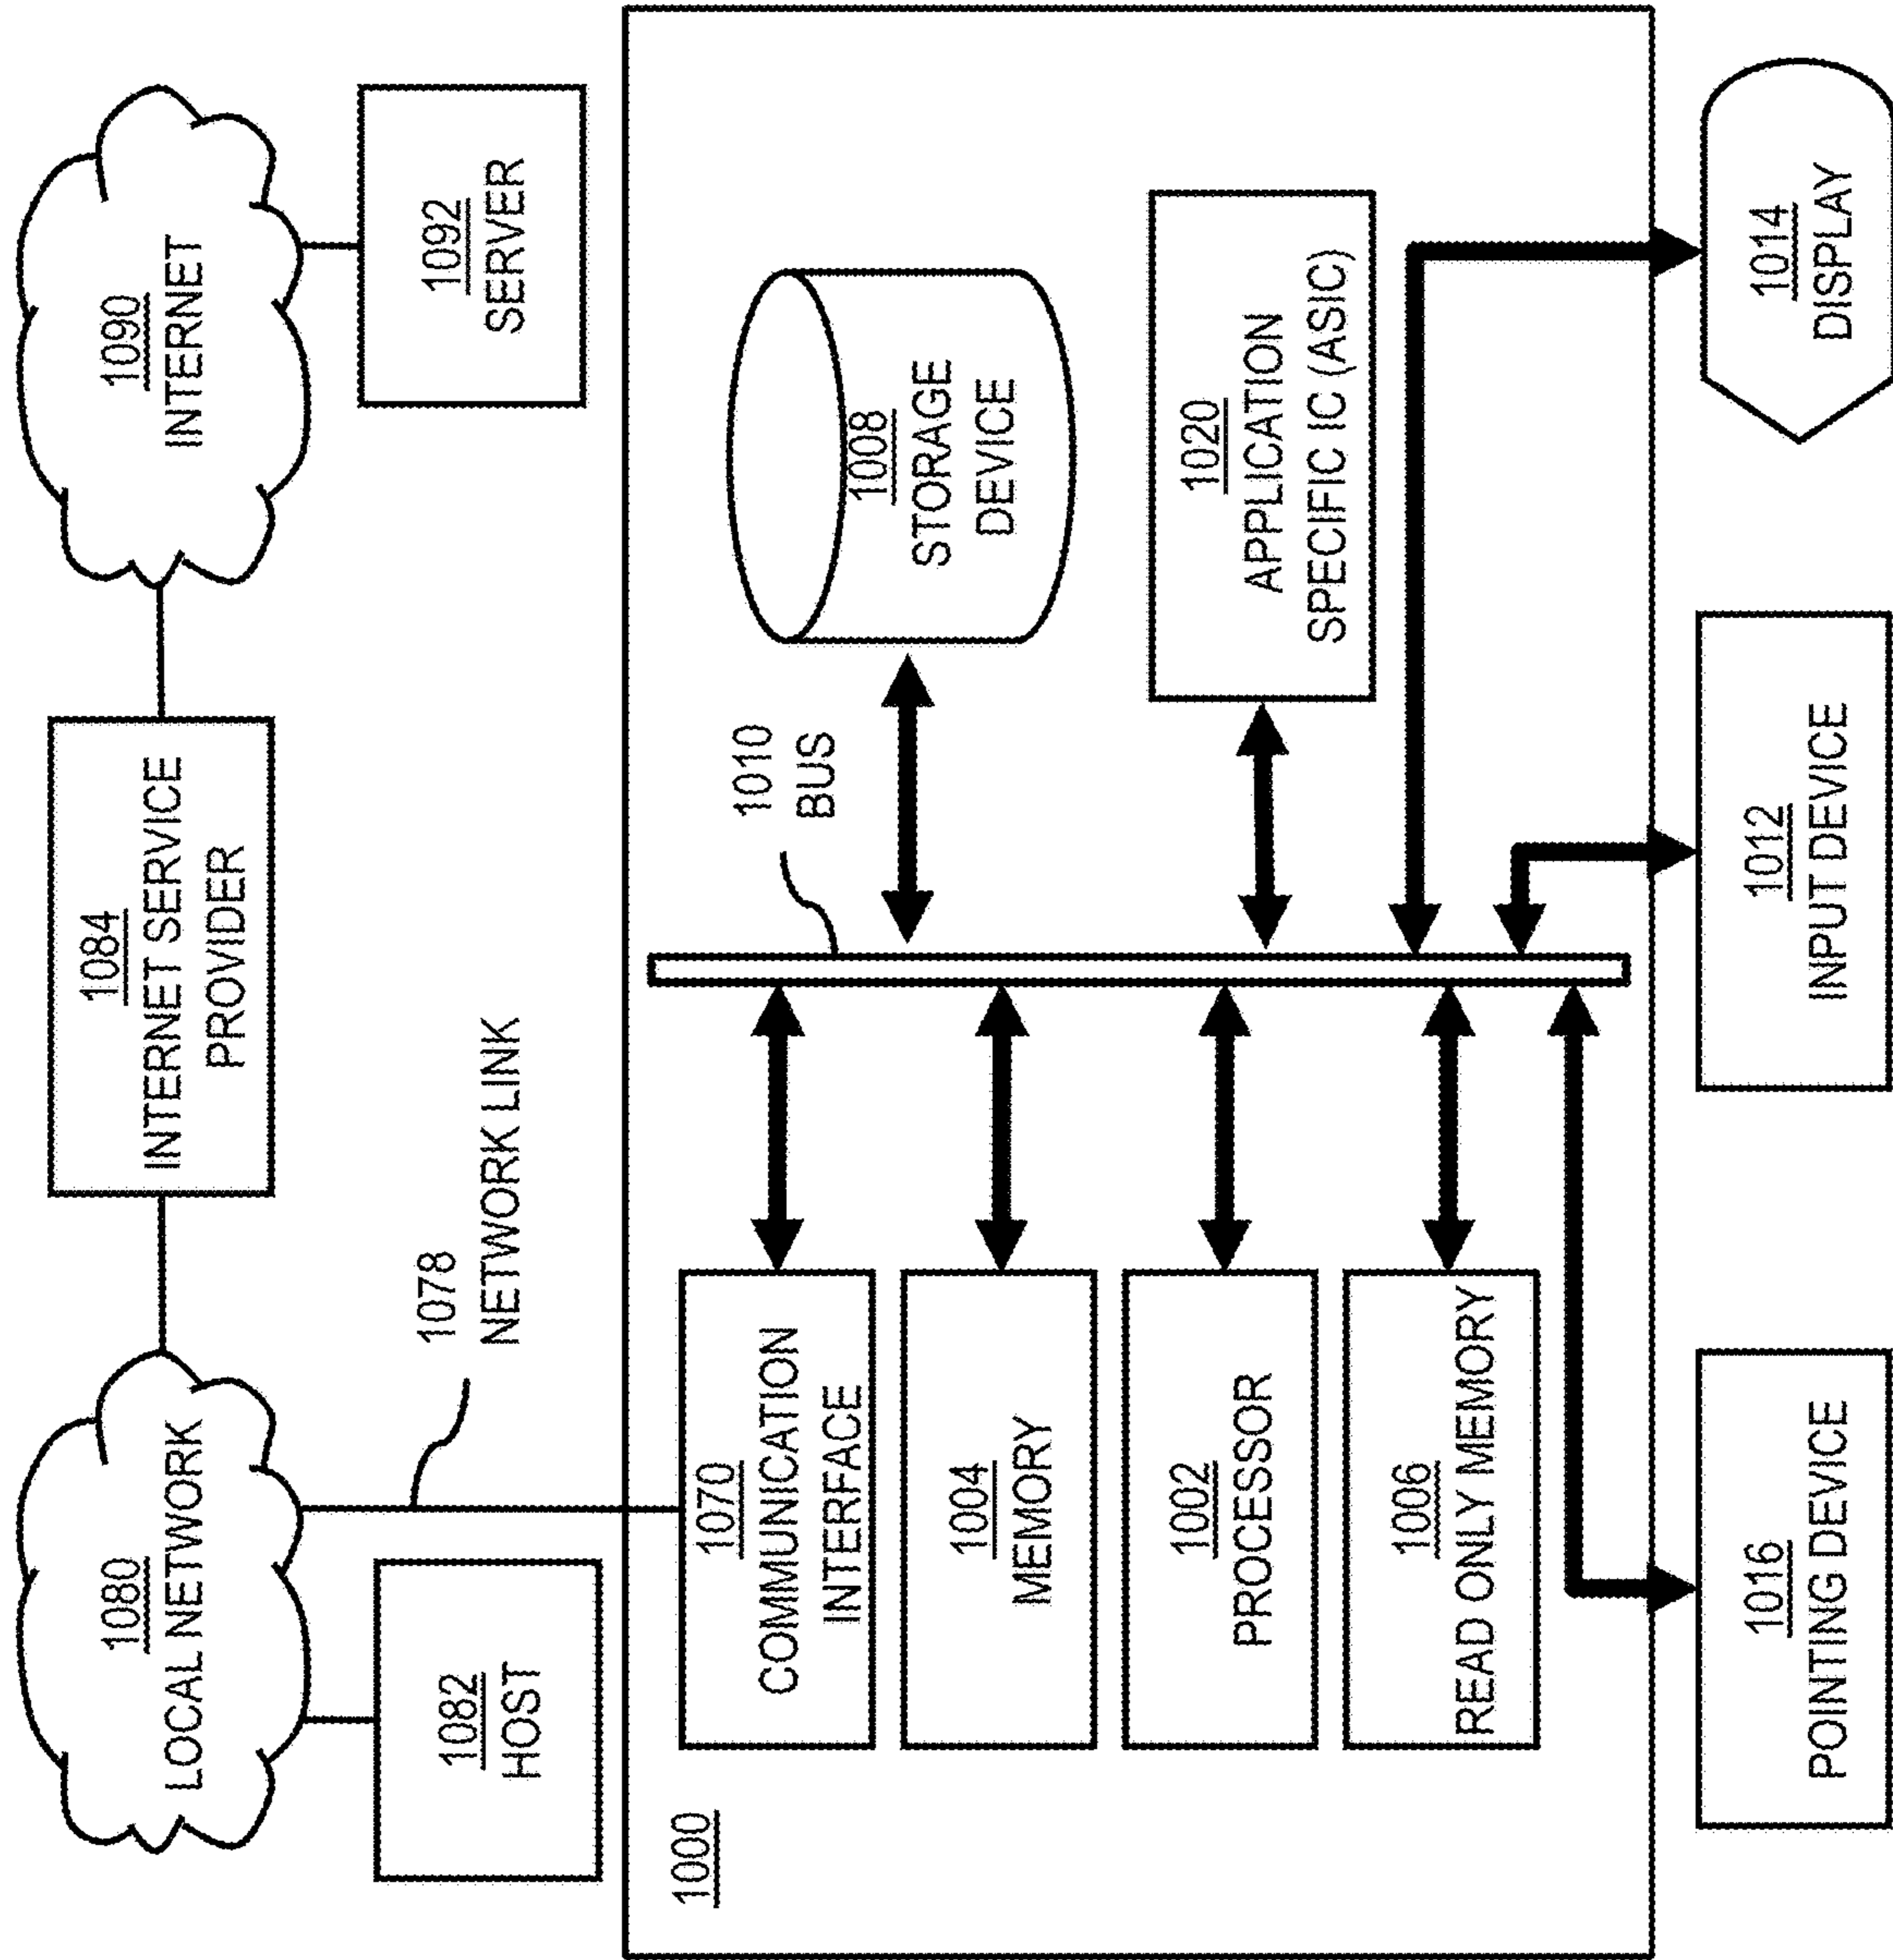 1080
LOCAL NETWORK
1084
INTERNET SERVICE
PROVIDER
1090
INTERNET
1082
HOST
1078
NETWORK LINK
1092
SERVER
1000
1070
COMMUNICATION
INTERFACE
1010
BUS
1008
STORAGE
DEVICE
1004
MEMORY
1002
PROCESSOR
1020
APPLICATION
SPECIFIC IC (ASIC)
1006
READ ONLY MEMORY
1016
POINTING DEVICE
1012
INPUT DEVICE
1014
DISPLAY